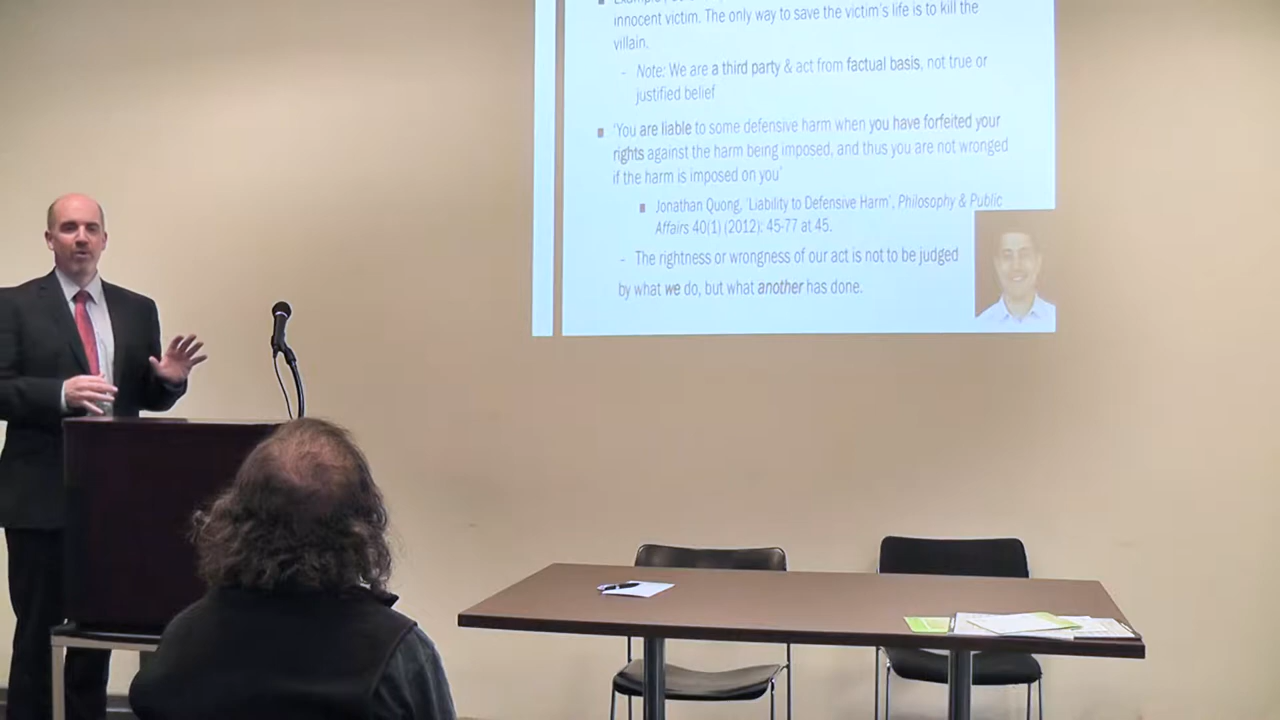 innocent victim. The only way to save the victim's life is to kill the
villain.
- Note: We are a third party & act from factual basis, not true or
justified belief
'You are liable to some defensive harm when you have forfeited your
rights against the harm being imposed, and thus you are not wronged
if the harm is imposed on you'
Jonathan Quong, 'Liability to Defensive Harm', Philosophy & Public
Affairs 40(1) (2012): 45-77 at 45.
- The rightness or wrongness of our act is not to be judged
by what we do, but what another has done.